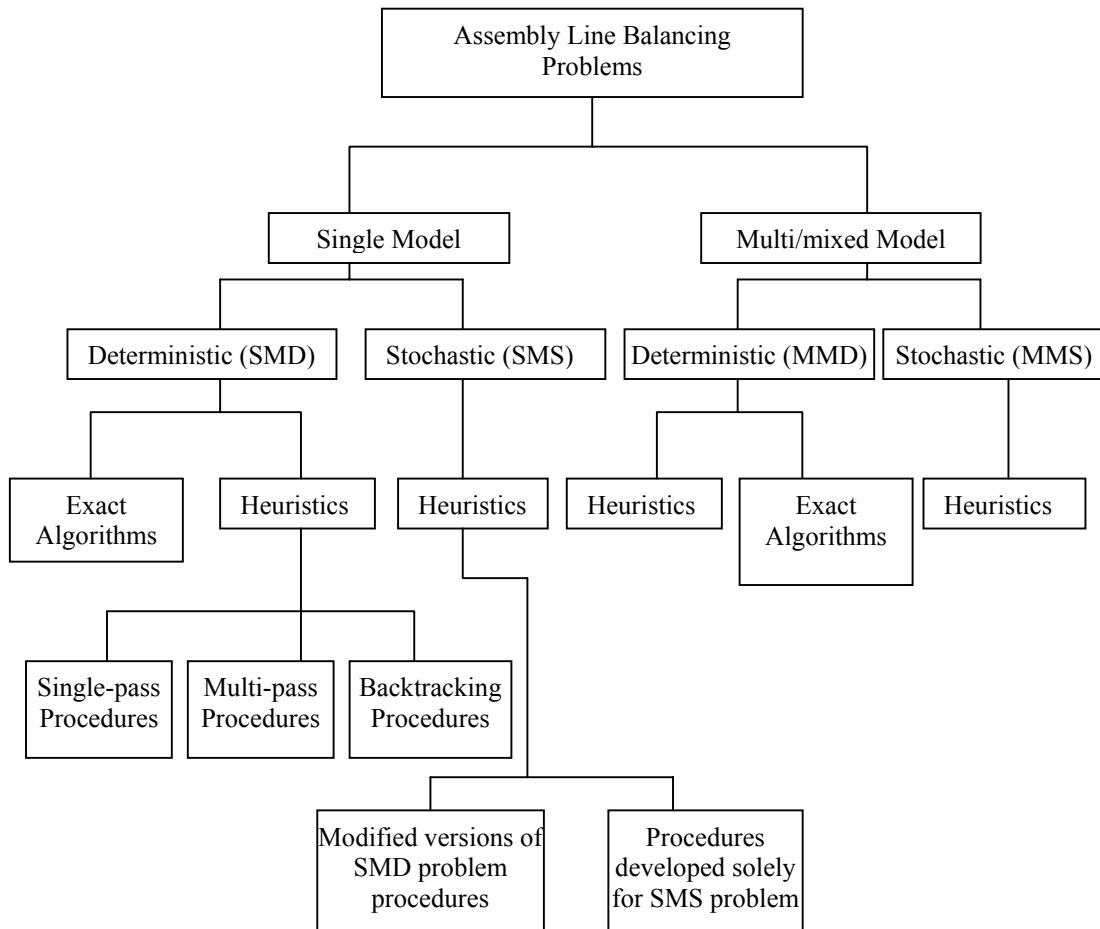 Assembly Line Balancing
Problems
Single Model
Multi/mixed Model
Deterministic (SMD)
Stochastic (SMS)
Deterministic (MMD)
Stochastic (MMS)
Exact
Algorithms
Heuristics
Heuristics
Heuristics
Exact
Algorithms
Heuristics
Single-pass
Procedures
Multi-pass
Procedures
Backtracking
Procedures
Modified versions of
SMD problem
procedures
Procedures
developed solely
for SMS problem